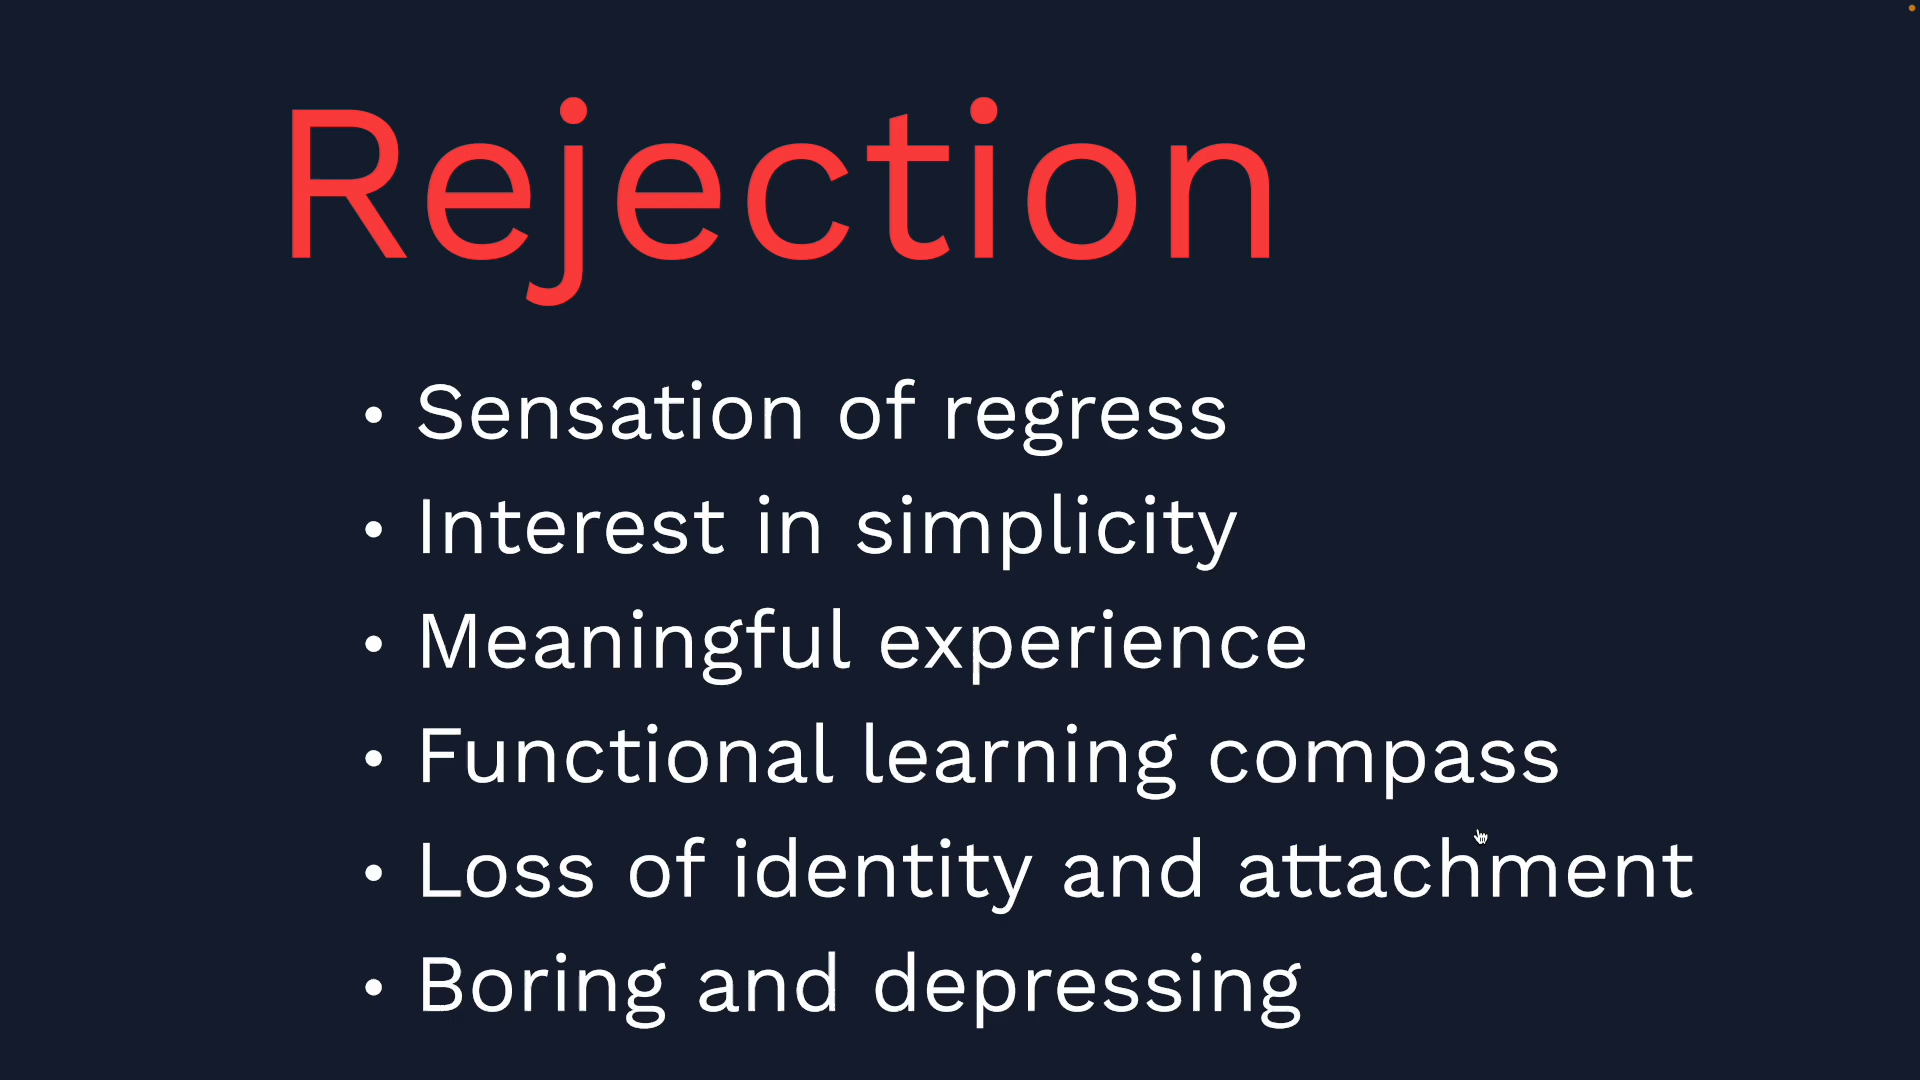 Rejection
• Sensation of regress
• Interest in simplicity
• Meaningful experience
• Functional learning compass
• Loss of identity and attachment
• Boring and depressing